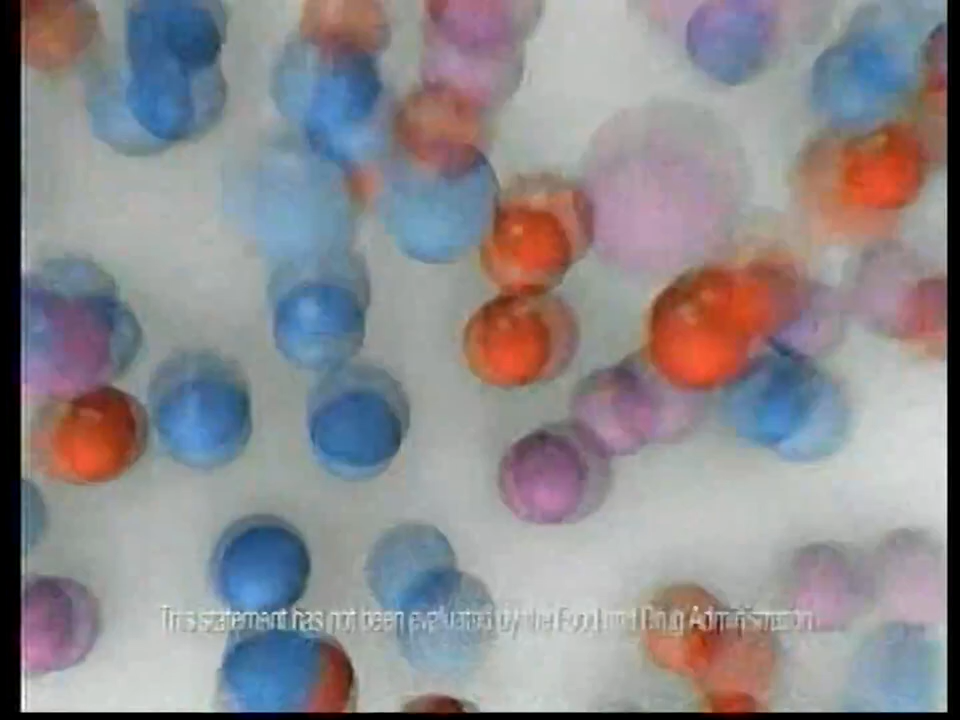 This statement has not been evaluated by the Food and Drug Administration.